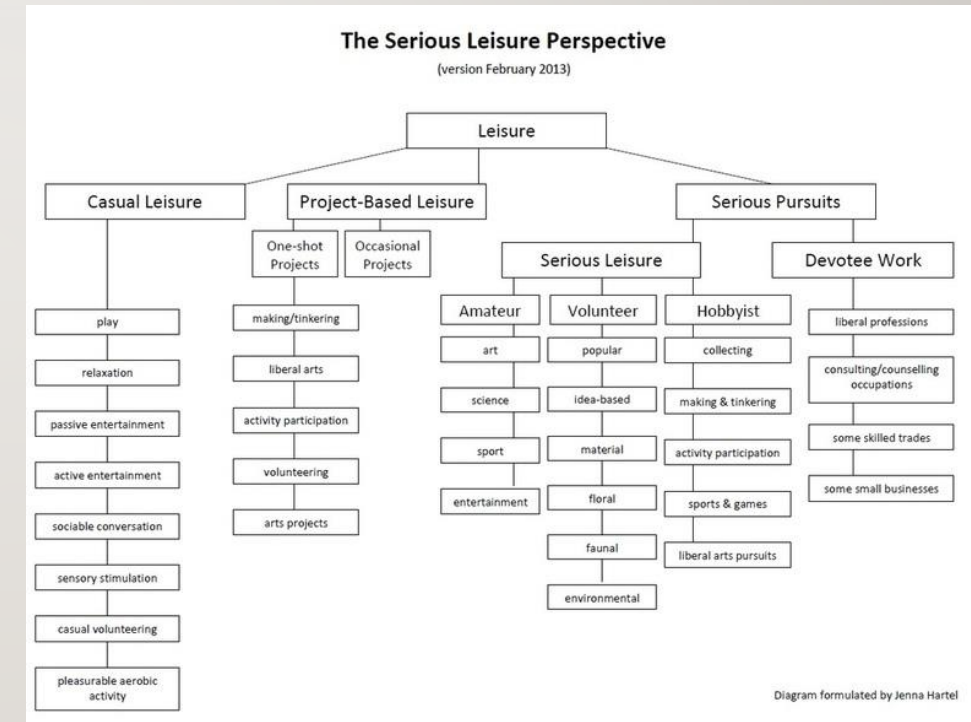 The Serious Leisure Perspective
(version February 2013)
Leisure
Casual Leisure
play
relaxation
passive entertainment
active entertainment
sociable conversation
sensory stimulation
casual volunteering
pleasurable aerobic
activity
Project-Based Leisure
One-shot
Projects
making/tinkering
liberal arts
activity participation
volunteering
arts projects
Occasional
Projects
Serious Pursuits
Serious Leisure
Amateur
art
science
sport
entertainment
Volunteer
popular
idea-based
material
floral
faunal
environmental
Hobbyist
collecting
making & tinkering
activity participation
sports & games
liberal arts pursuits
Devotee Work
liberal professions
consulting/counselling
occupations
some skilled trades
some small businesses
Diagram formulated by Jenna Hartel